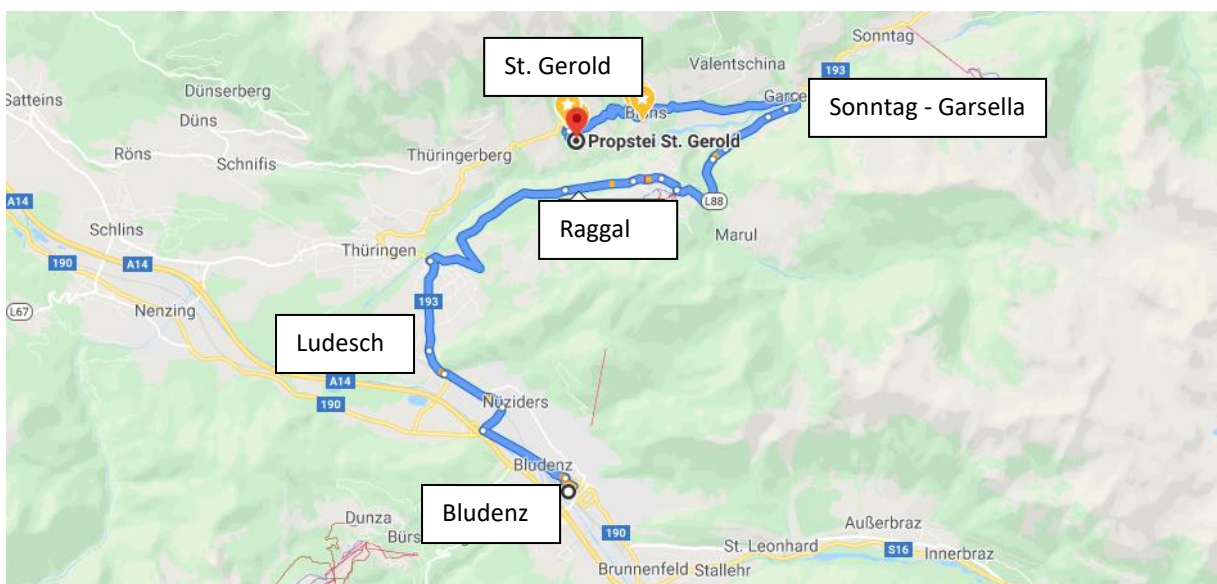 Sonntag
St. Gerold
Valentschina
193
Dünserberg
Satteins
Sonntag - Garsella
Düns
Propstei St. Gerold
Röns
Schnifis
Thüringerberg
A14
L88
Raggal
Marul
Schlins
Thüringen
190
A14
193
L67
Nenzing
Ludesch
A14
190
Nüziders
Bludenz
Bludenz
Dunza
Bürs
190
Außerbraz
St. Leonhard
S16
Innerbraz
Brunnenfeld
Stallehr